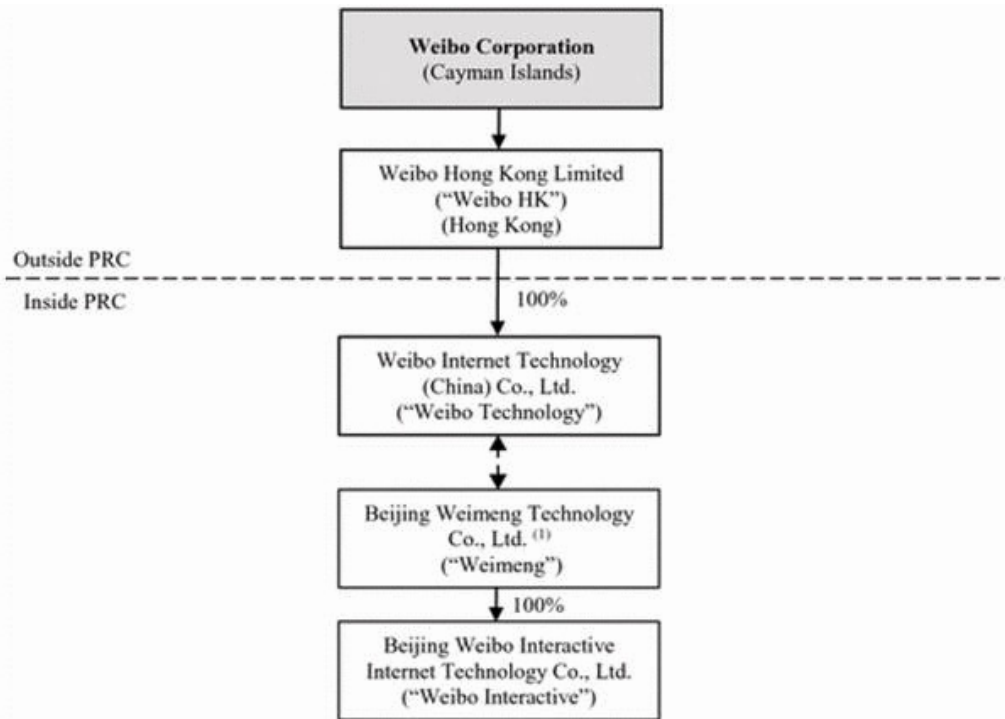 Weibo Corporation
(Cayman Islands)
Weibo Hong Kong Limited
(“Weibo HK”)
(Hong Kong)
Outside PRC
Inside PRC
100%
Weibo Internet Technology
(China) Co., Ltd.
(“Weibo Technology”)
Beijing Weimeng Technology
Co., Ltd. (1)
(“Weimeng”)
100%
Beijing Weibo Interactive
Internet Technology Co., Ltd.
(“Weibo Interactive”)